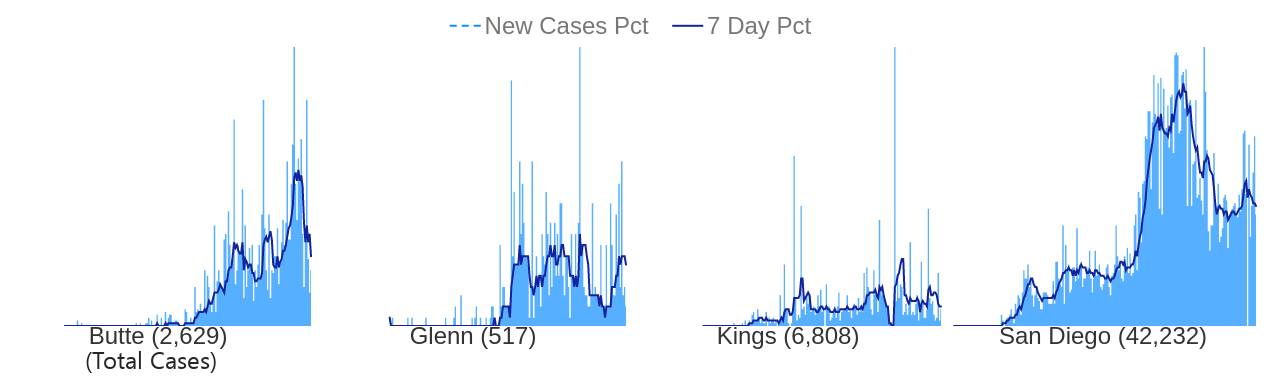 New Cases Pct 7 Day Pct
Butte (2,629) Glenn (517) Kings (6,808) San Diego (42,232)
(Total Cases)